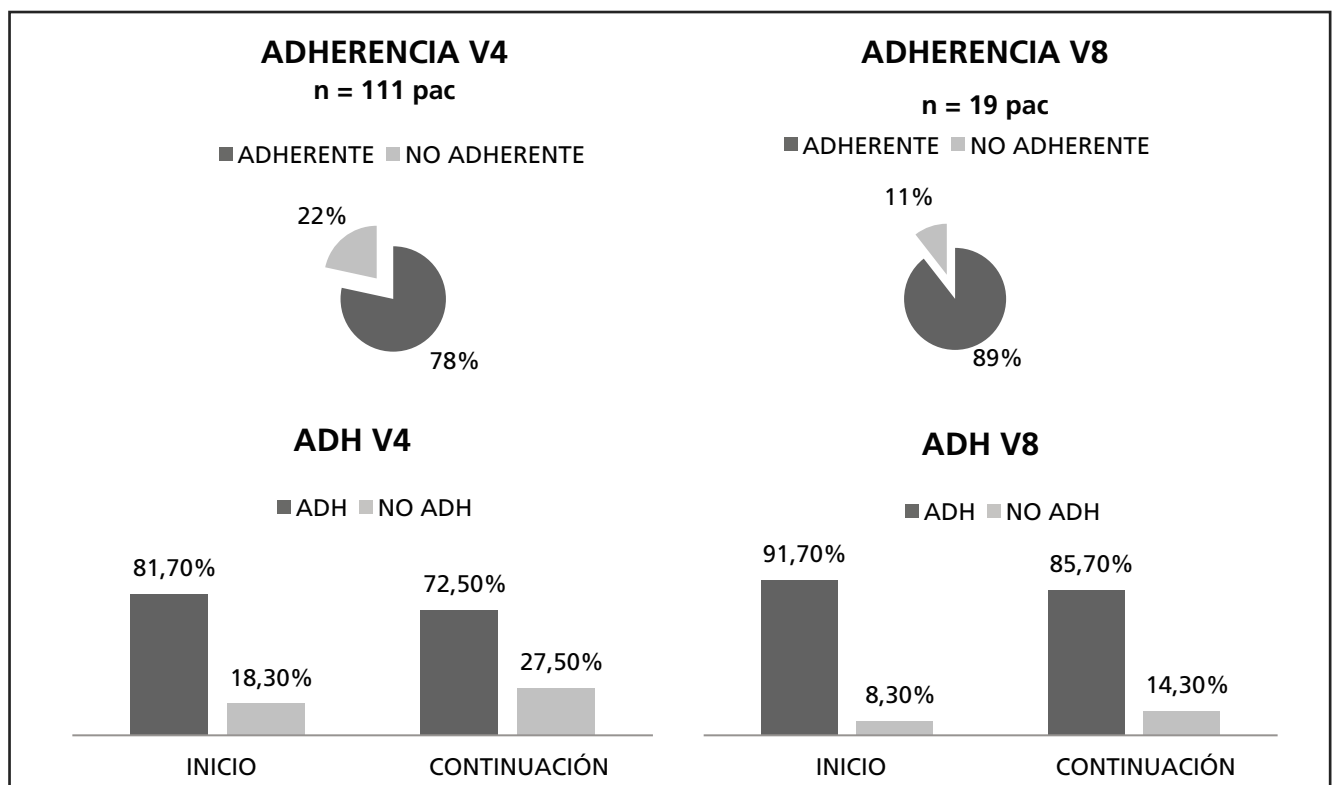 ADHERENCIA V4
n = 111 pac
ADHERENTE NO ADHERENTE
22%
78%
ADHERENCIA V8
n = 19 pac
ADHERENTE NO ADHERENTE
11%
89%
ADH V4
ADH NO ADH
81,70%
18,30%
72,50%
27,50%
INICIO CONTINUACIÓN
ADH V8
ADH NO ADH
91,70%
8,30%
85,70%
14,30%
INICIO CONTINUACIÓN